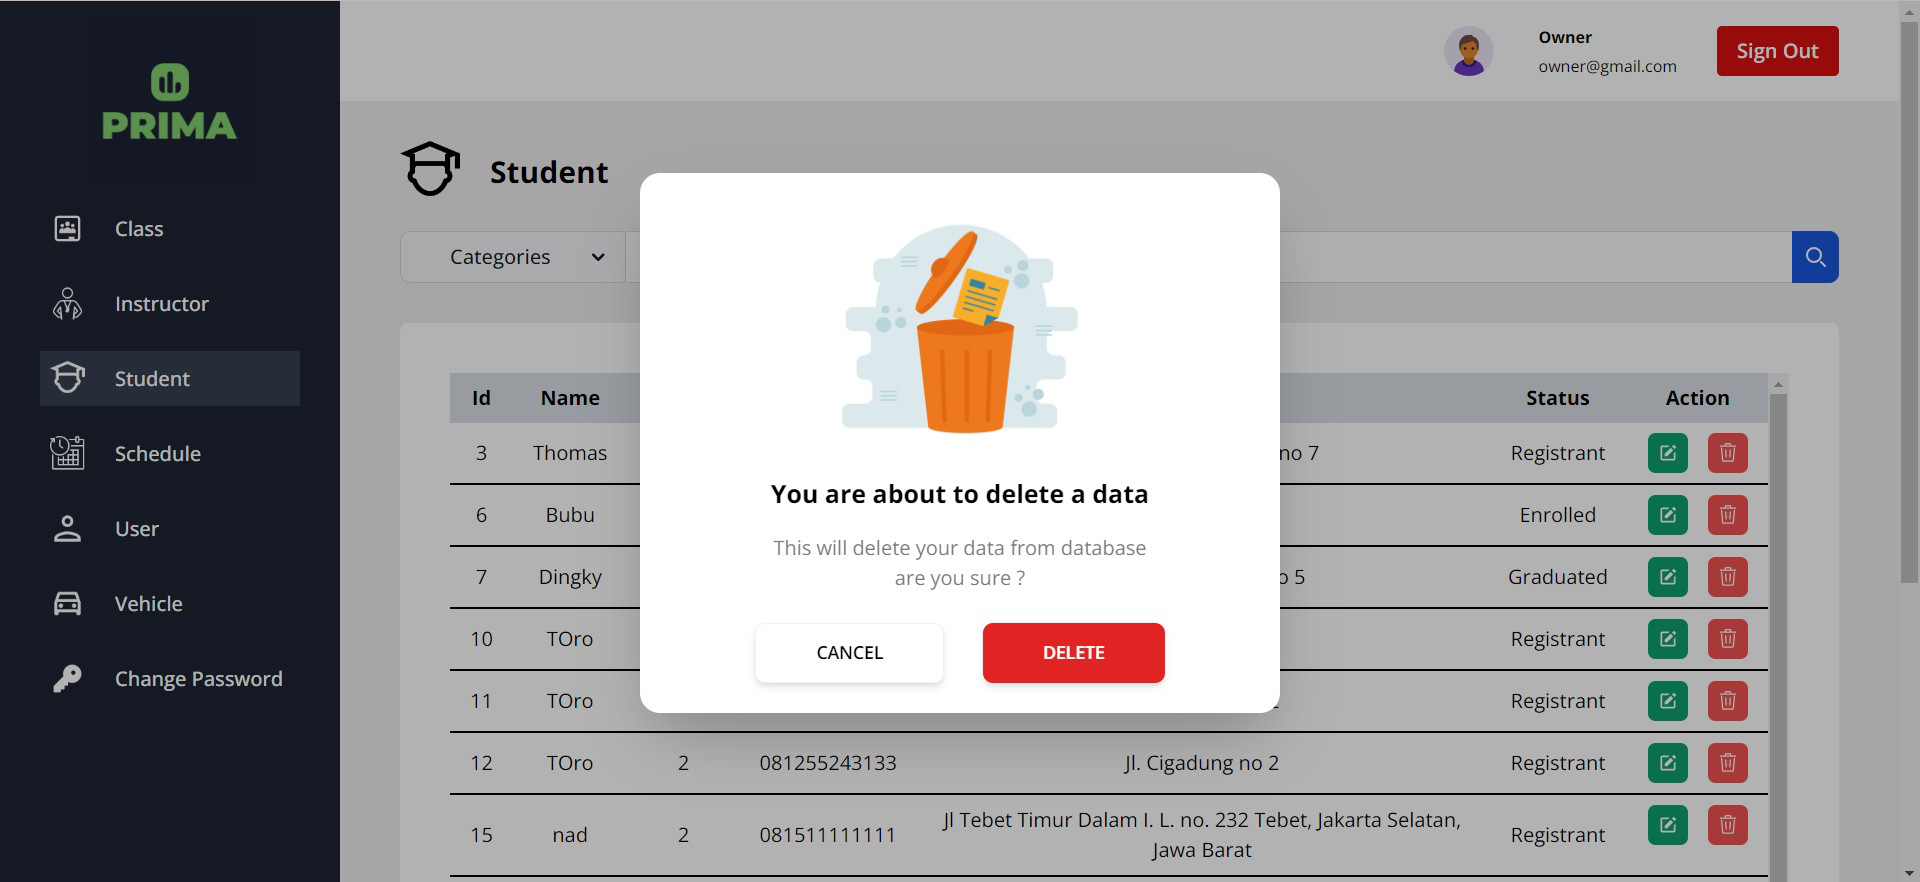 PRIMA
Class
Instructor
Student
Schedule
User
Vehicle
Change Password
Owner
owner@gmail.com
Sign Out
Student
Categories
Id Name Status Action
3 Thomas no 7 Registrant
6 Bubu Enrolled
7 Dingky 5 Graduated
10 TOro Registrant
11 TOro Registrant
12 TOro 2 081255243133 Jl. Cigadung no 2 Registrant
15 nad 2 081511111111 Jl Tebet Timur Dalam I. L. no. 232 Tebet, Jakarta Selatan, Registrant
Jawa Barat
You are about to delete a data
This will delete your data from database
are you sure ?
CANCEL
DELETE